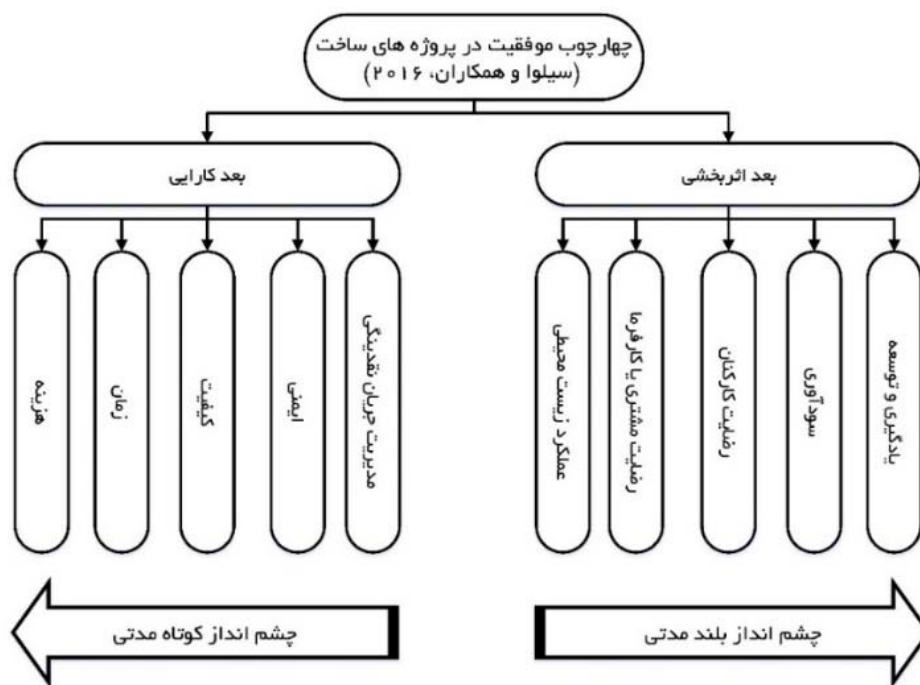 چهارچوب موفقیت در پروژه های ساخت
(سیلوا و همکاران، ۲۰۱۶)
بعد اثربخشی
بعد کارایی
یادگیری و توسعه
سودآوری
رضایت کارکنان
رضایت مشتری یا کارفرما
عملکرد زیست محیطی
مدیریت جریان نقدینگی
ایمنی
کیفیت
زمان
هزینه
چشم انداز بلند مدتی
چشم انداز کوتاه مدتی